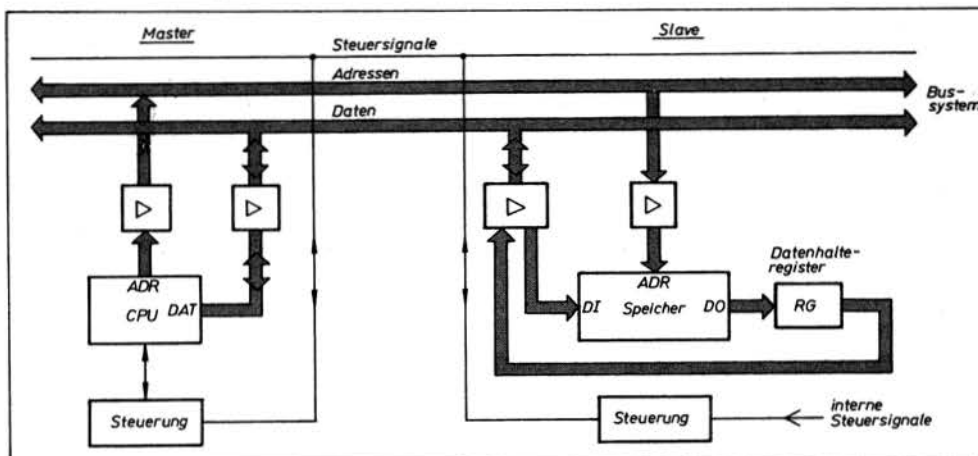 Master
Steuersignale
Slave
Adressen
Daten
Bus-
system
Datenhalte-
register
ADR
CPU
DAT
ADR
DI
Speicher
DO
RG
Steuerung
Steuerung
interne
Steuersignale